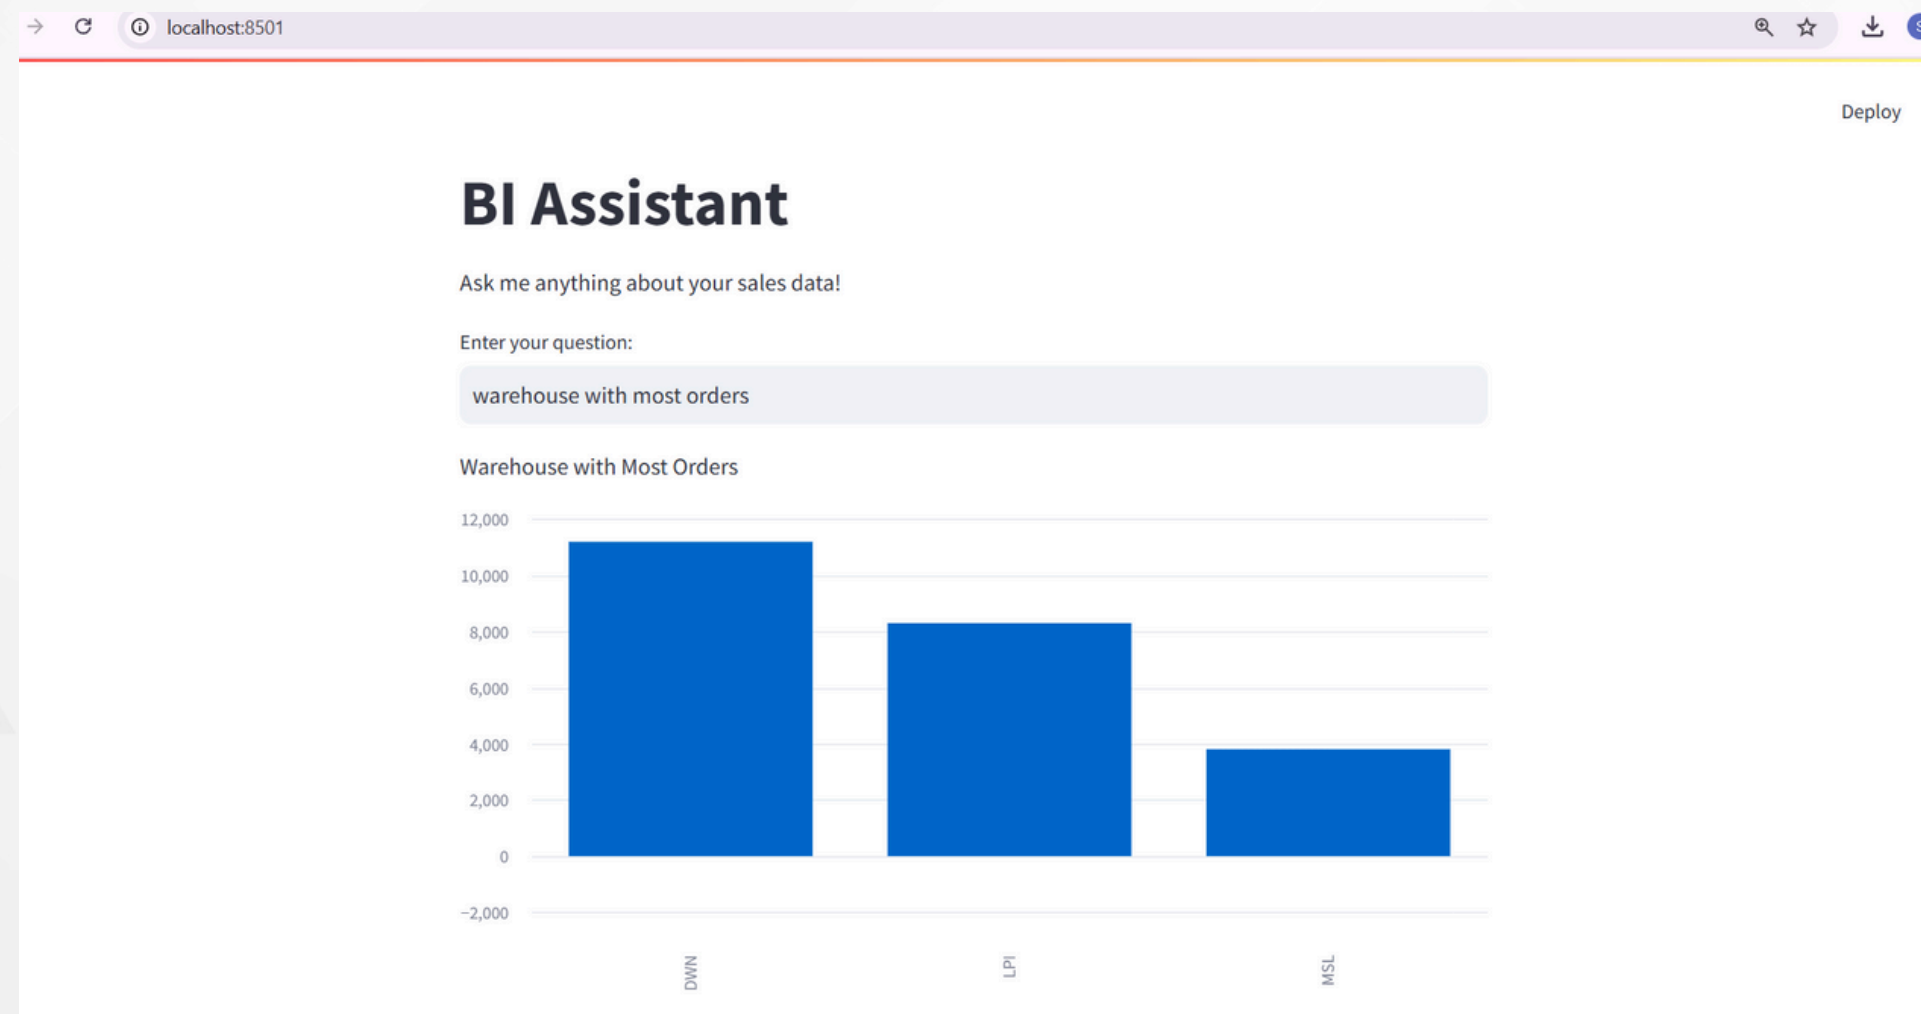 localhost:8501
Deploy
BI Assistant
Ask me anything about your sales data!
Enter your question:
warehouse with most orders
Warehouse with Most Orders
12,000
10,000
8,000
6,000
4,000
2,000
0
−2,000
DWN
LPI
MSL